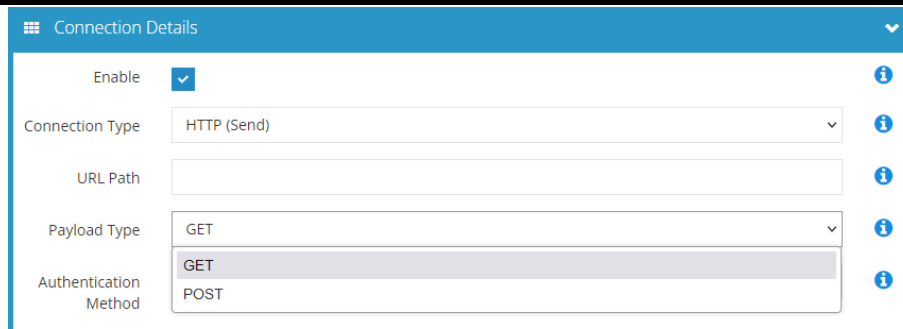 Connection Details
Enable
Connection Type
HTTP (Send)
URL Path
Payload Type
GET
GET
POST
Authentication
Method